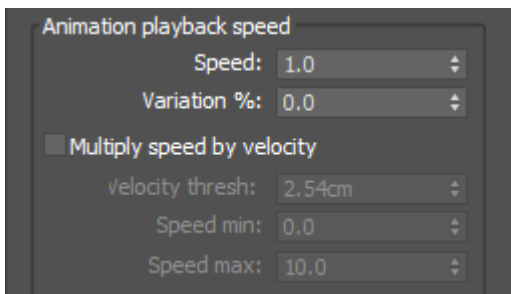 Animation playback speed
Speed: 1.0
Variation %: 0.0
Multiply speed by velocity
Velocity thresh: 2.54cm
Speed min: 0.0
Speed max: 10.0